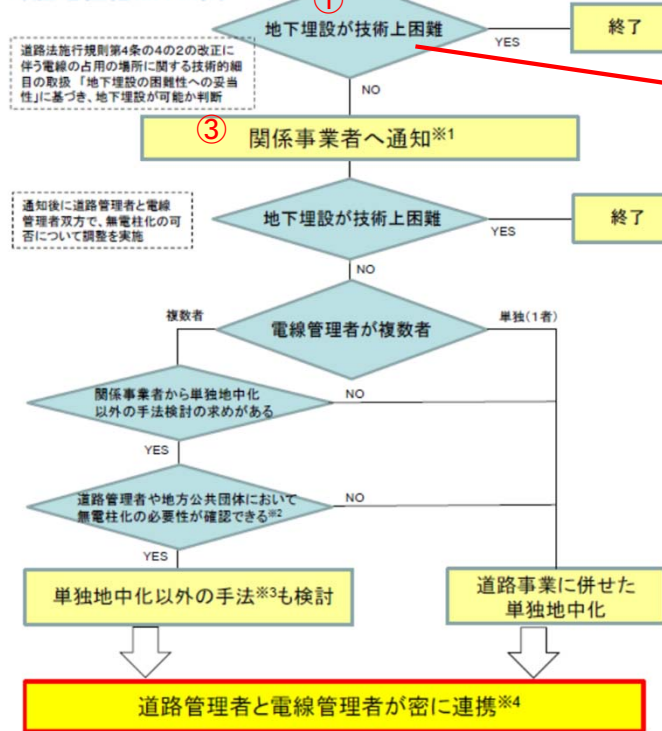 ①
地下埋設が技術上困難
YES
終了
道路法施行規則第4条の4の2の改正に
伴う電線の占用の場所に関する技術的細
目の取扱 「地下埋設の困難性への妥当
性」に基づき、地下埋設が可能か判断
NO
③
関係事業者へ通知※1
通知後に道路管理者と電線
管理者双方で、無電柱化の可
否について調整を実施
地下埋設が技術上困難
YES
終了
NO
複数者
電線管理者が複数者
単独(1者)
関係事業者から単独地中化
以外の手法検討の求めがある
NO
YES
道路管理者や地方公共団体において
無電柱化の必要性が確認できる※2
NO
YES
単独地中化以外の手法※3も検討
道路事業に併せた
単独地中化
道路管理者と電線管理者が密に連携※4